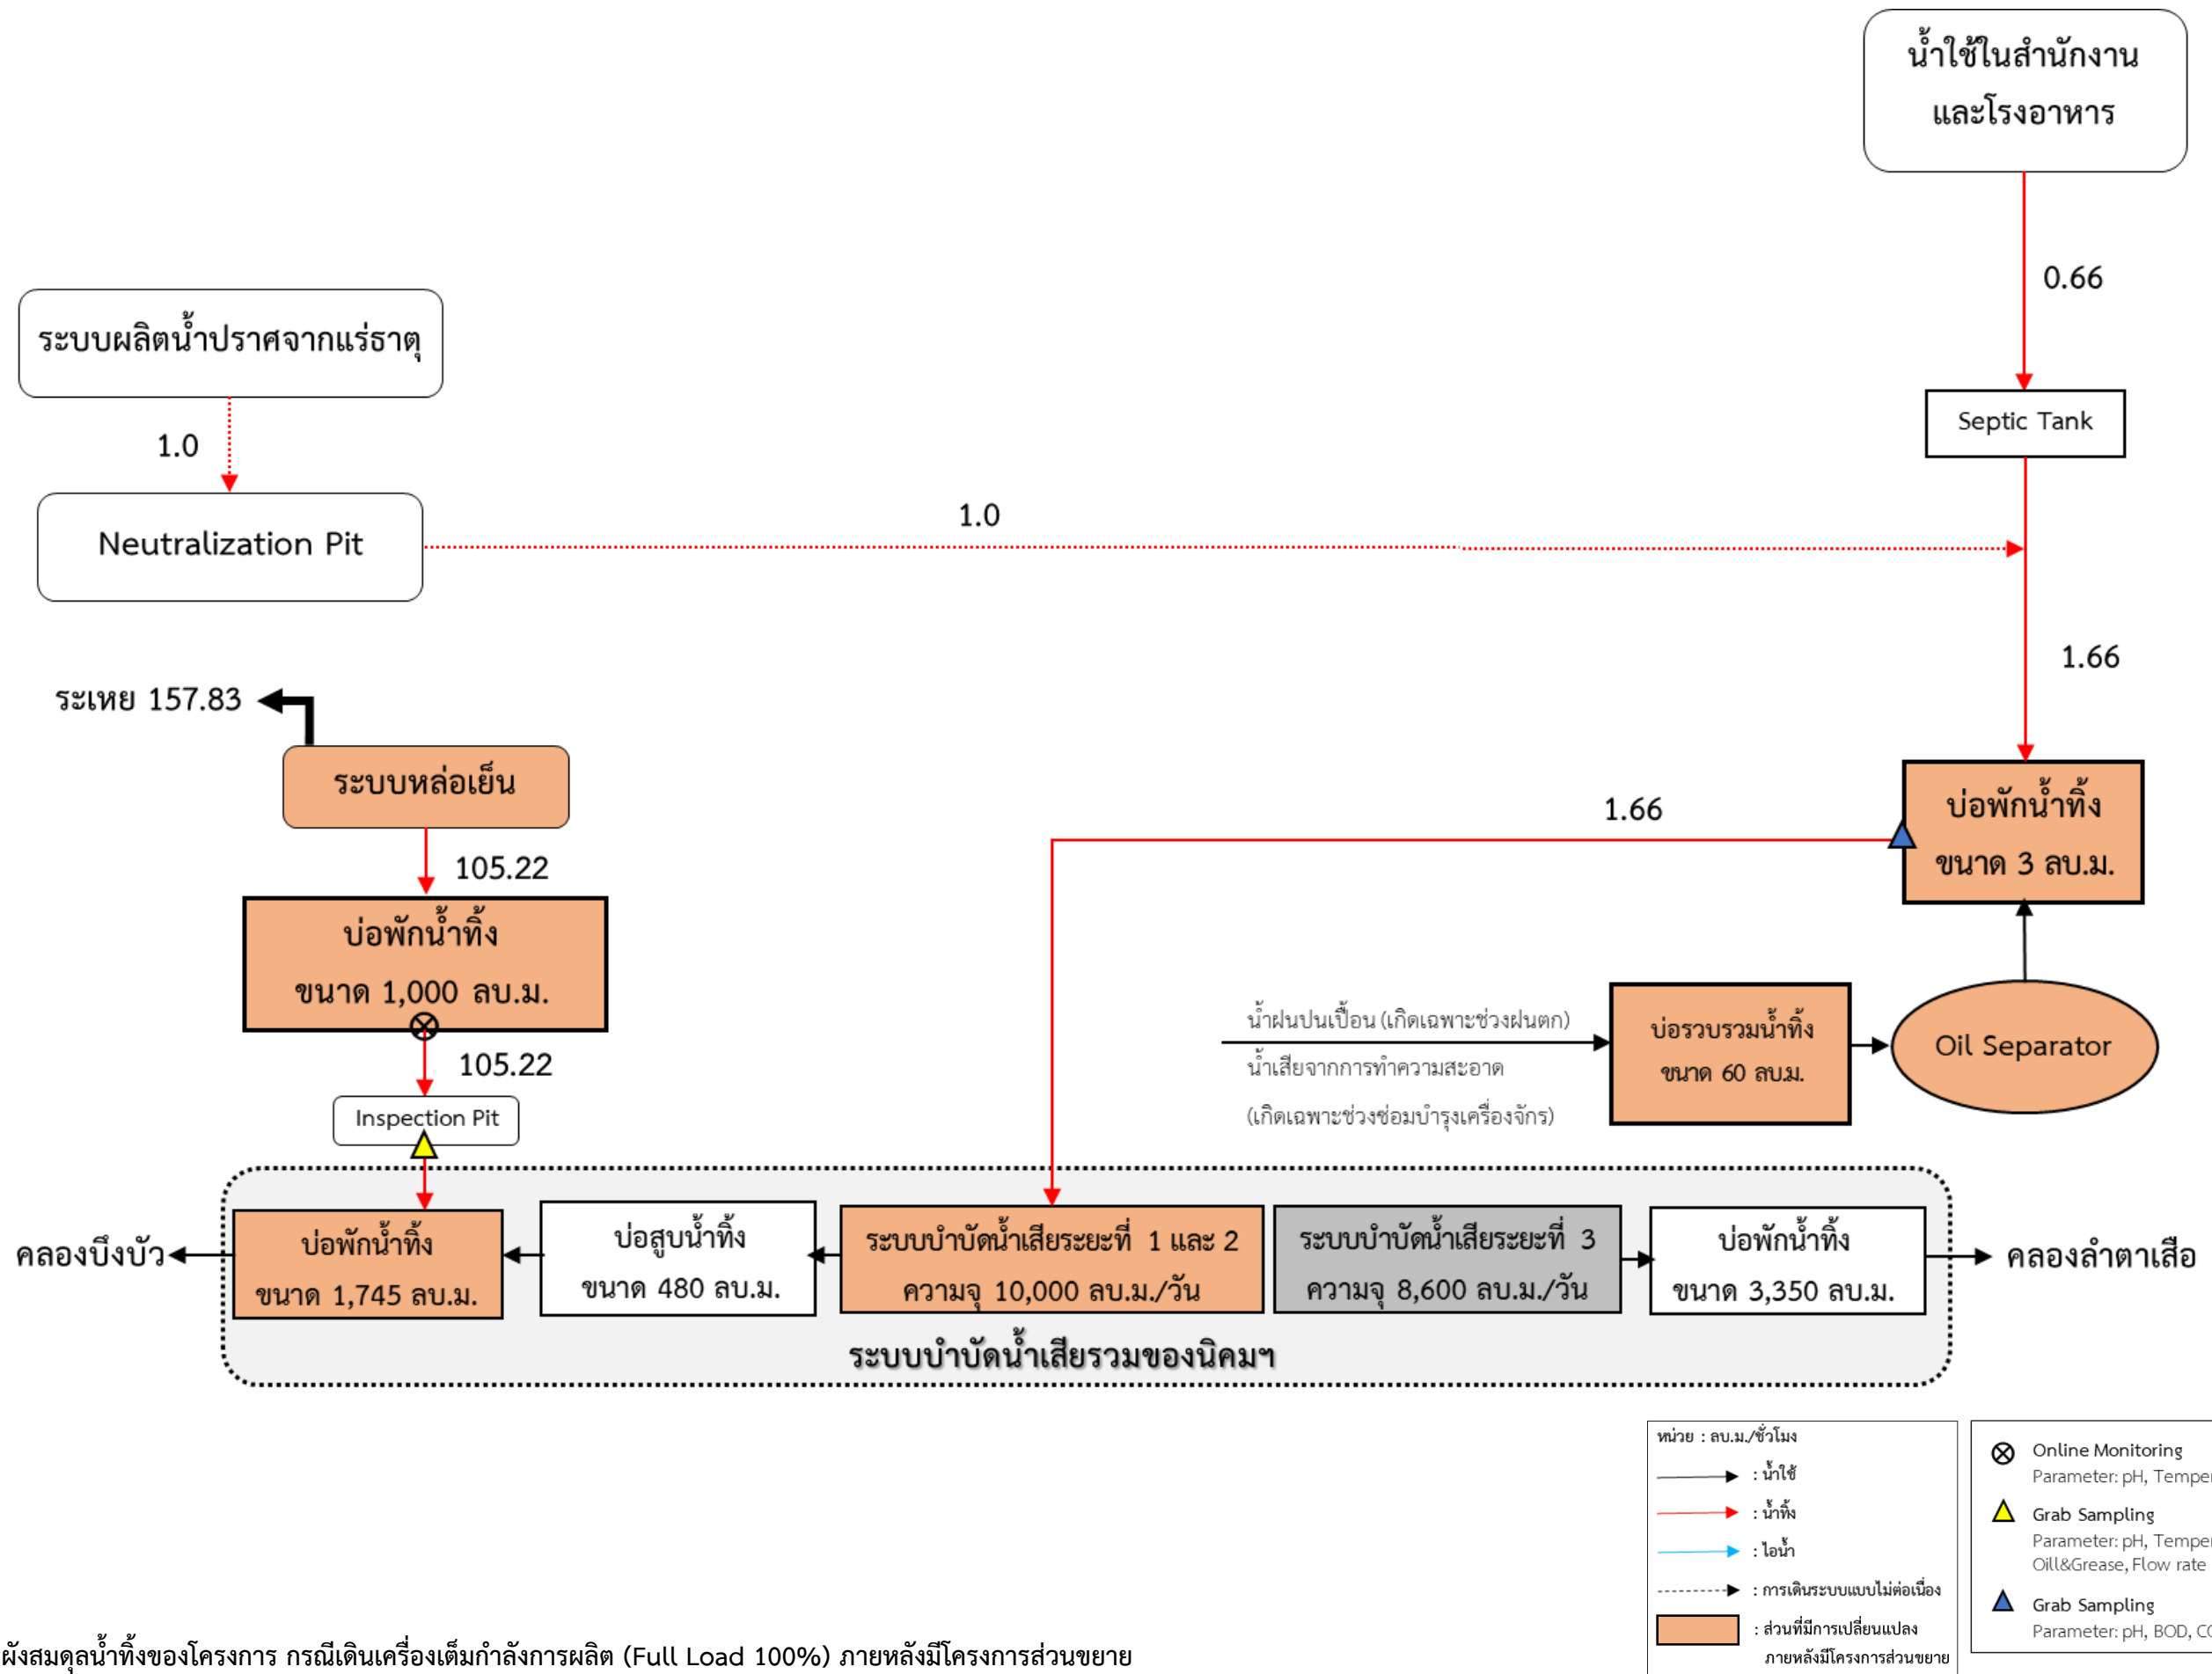 น้ำใช้ในสำนักงาน
และโรงอาหาร
0.66
ระบบผลิตน้ำปราศจากแร่ธาตุ
1.0
Septic Tank
Neutralization Pit
1.0
1.66
ระเหย 157.83
ระบบหล่อเย็น
105.22
1.66
บ่อพักน้ำทิ้ง
ขนาด 3 ลบ.ม.
บ่อพักน้ำทิ้ง
ขนาด 1,000 ลบ.ม.
105.22
Inspection Pit
น้ำฝนปนเปื้อน (เกิดเฉพาะช่วงฝนตก)
น้ำเสียจากการทำความสะอาด
(เกิดเฉพาะช่วงซ่อมบำรุงเครื่องจักร)
บ่อรวบรวมน้ำทิ้ง
ขนาด 60 ลบ.ม.
Oil Separator
คลองบึงบัว
บ่อพักน้ำทิ้ง
ขนาด 1,745 ลบ.ม.
บ่อสูบน้ำทิ้ง
ขนาด 480 ลบ.ม.
ระบบบำบัดน้ำเสียระยะที่ 1 และ 2
ความจุ 10,000 ลบ.ม./วัน
ระบบบำบัดน้ำเสียระยะที่ 3
ความจุ 8,600 ลบ.ม./วัน
บ่อพักน้ำทิ้ง
ขนาด 3,350 ลบ.ม.
คลองลำตาเสือ
ระบบบำบัดน้ำเสียรวมของนิคมฯ
หน่วย : ลบ.ม./ชั่วโมง
: น้ำใช้
: น้ำทิ้ง
: ไอน้ำ
: การเดินระบบแบบไม่ต่อเนื่อง
: ส่วนที่มีการเปลี่ยนแปลง
ภายหลังมีโครงการส่วนขยาย
Online Monitoring
Parameter: pH,
Grab Sampling
Parameter: pH,
Oill&Grease, Flow rate
Grab Sampling
Parameter: pH, BOD,
ผังสมดุลน้ำทิ้งของโครงการ กรณีเดินเครื่องเต็มกำลังการผลิต (Full Load 100%) ภายหลังมีโครงการส่วนขยาย